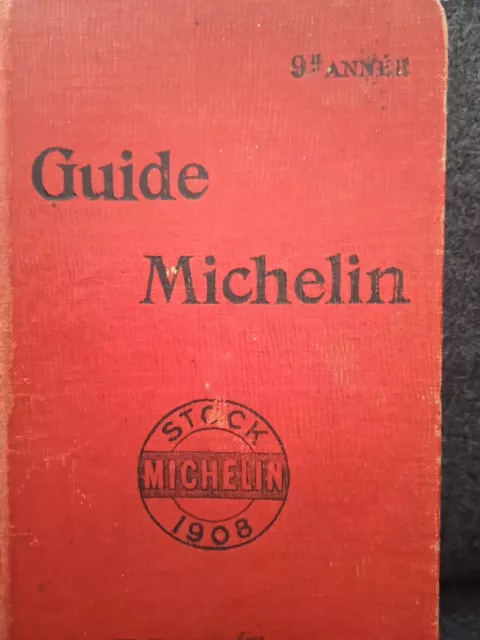 9e ANNÉE
Guide
Michelin
STOCK
MICHELIN
1908